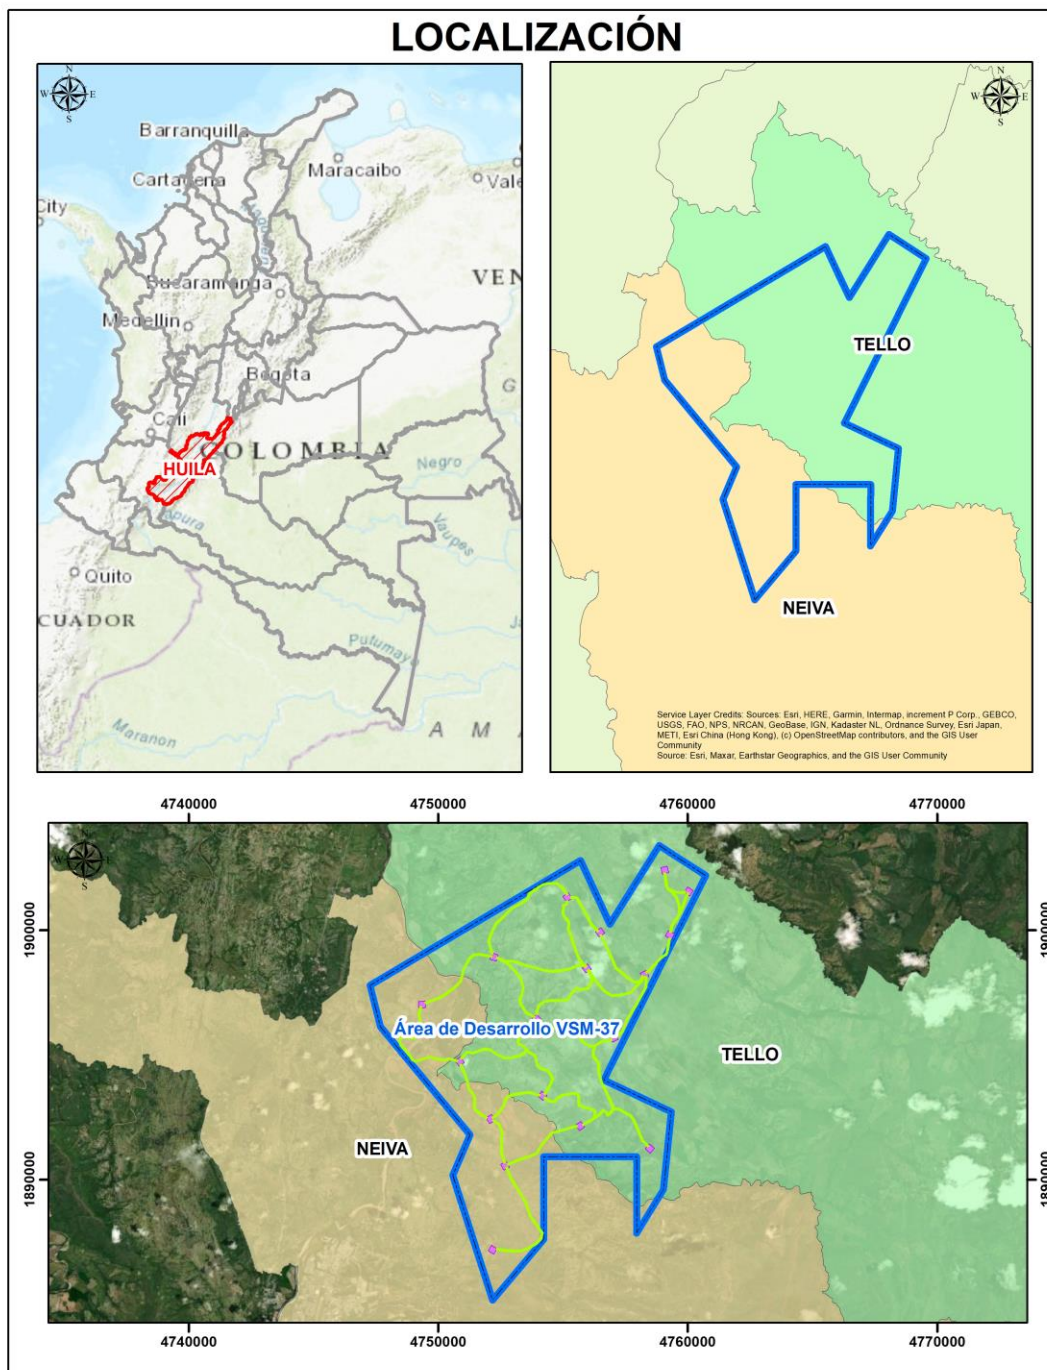 LOCALIZACIÓN
N
W E
S
Barranquilla
Cartagena
Maracaibo
Vale
City
Bucaramanga
VEN
Medellin
Bogota
G
Cali
COLOMBIA
HUILA
Negro
Vaupes
Quito
CUADOR
Putumayo
Ja
A M A
Maranon
N
W E
S
TELLO
NEIVA
Service Layer Credits: Sources: Esri, HERE, Garmin, Intermap, increment P Corp., GEBCO,
USGS, FAO, NPS, NRCAN, GeoBase, IGN, Kadaster NL, Ordnance Survey, Esri Japan,
METI, Esri China (Hong Kong), (c) OpenStreetMap contributors, and the GIS User
Community
Source: Esri, Maxar, Earthstar Geographics, and the GIS User Community
4740000 4750000 4760000 4770000
N
W E
S
1900000 1900000
Área de Desarrollo VSM-37
TELLO
NEIVA
1890000 1890000
4740000 4750000 4760000 4770000